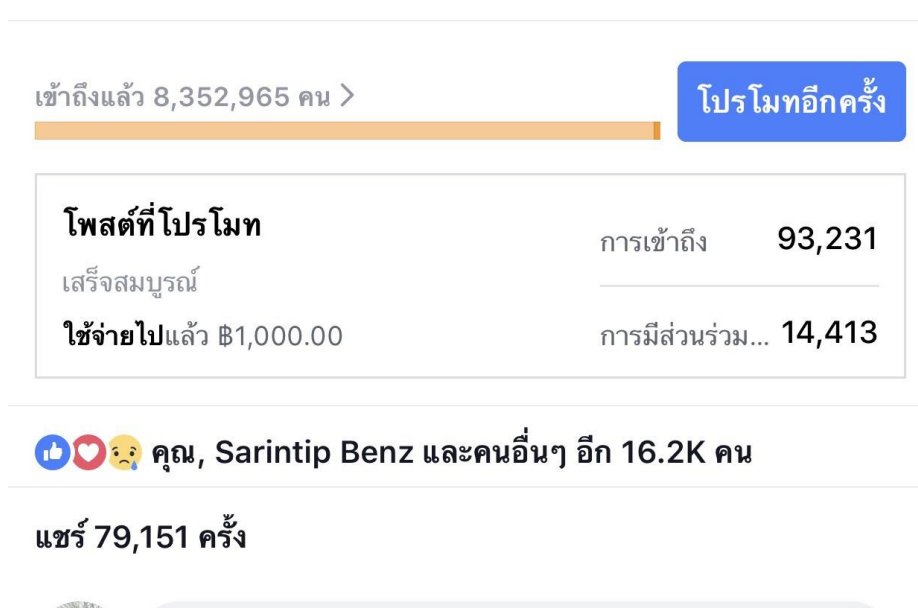 เข้าถึงแล้ว 8,352,965 คน >
โปรโมทอีกครั้ง
โพสต์ที่โปรโมท
เสร็จสมบูรณ์
ใช้จ่ายไปแล้ว ฿1,000.00
การเข้าถึง 93,231
การมีส่วนร่วม... 14,413
คุณ, Sarintip Benz และคนอื่นๆ อีก 16.2K คน
แชร์ 79,151 ครั้ง